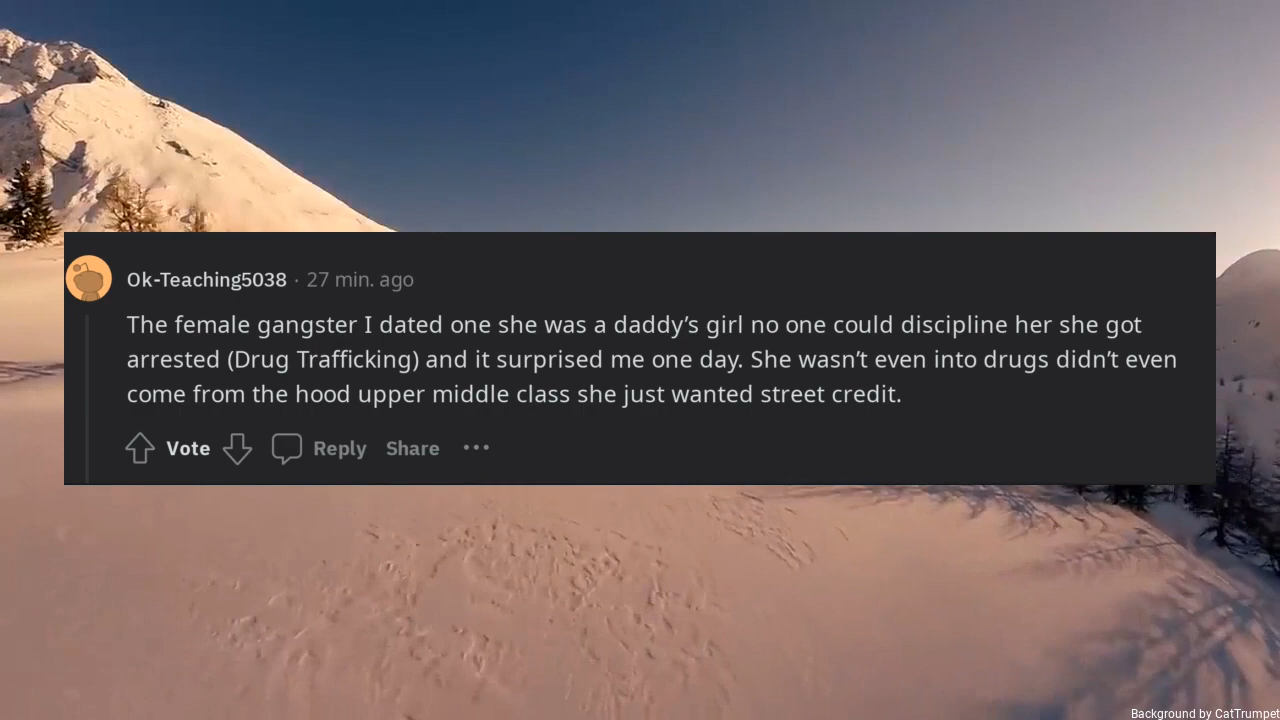 Ok-Teaching5038 · 27 min. ago
The female gangster I dated one she was a daddy’s girl no one could discipline her she got
arrested (Drug Trafficking) and it surprised me one day. She wasn’t even into drugs didn’t even
come from the hood upper middle class she just wanted street credit.
Vote Reply Share ···
Background by CatTrumpet